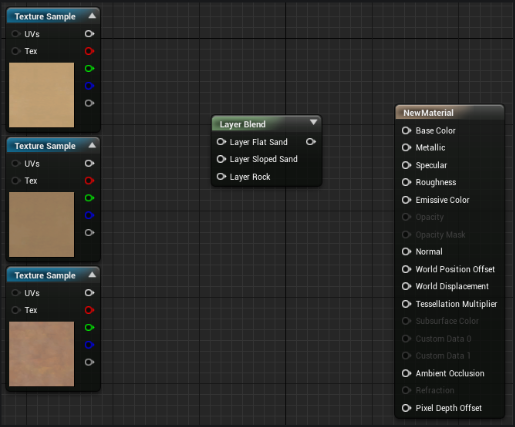 Texture Sample
UVs
Tex
Texture Sample
UVs
Tex
Texture Sample
UVs
Tex
Layer Blend
Layer Flat Sand
Layer Sloped Sand
Layer Rock
NewMaterial
Base Color
Metallic
Specular
Roughness
Emissive Color
Opacity
Opacity Mask
Normal
World Position Offset
World Displacement
Tessellation Multiplier
Subsurface Color
Custom Data 0
Custom Data 1
Ambient Occlusion
Refraction
Pixel Depth Offset